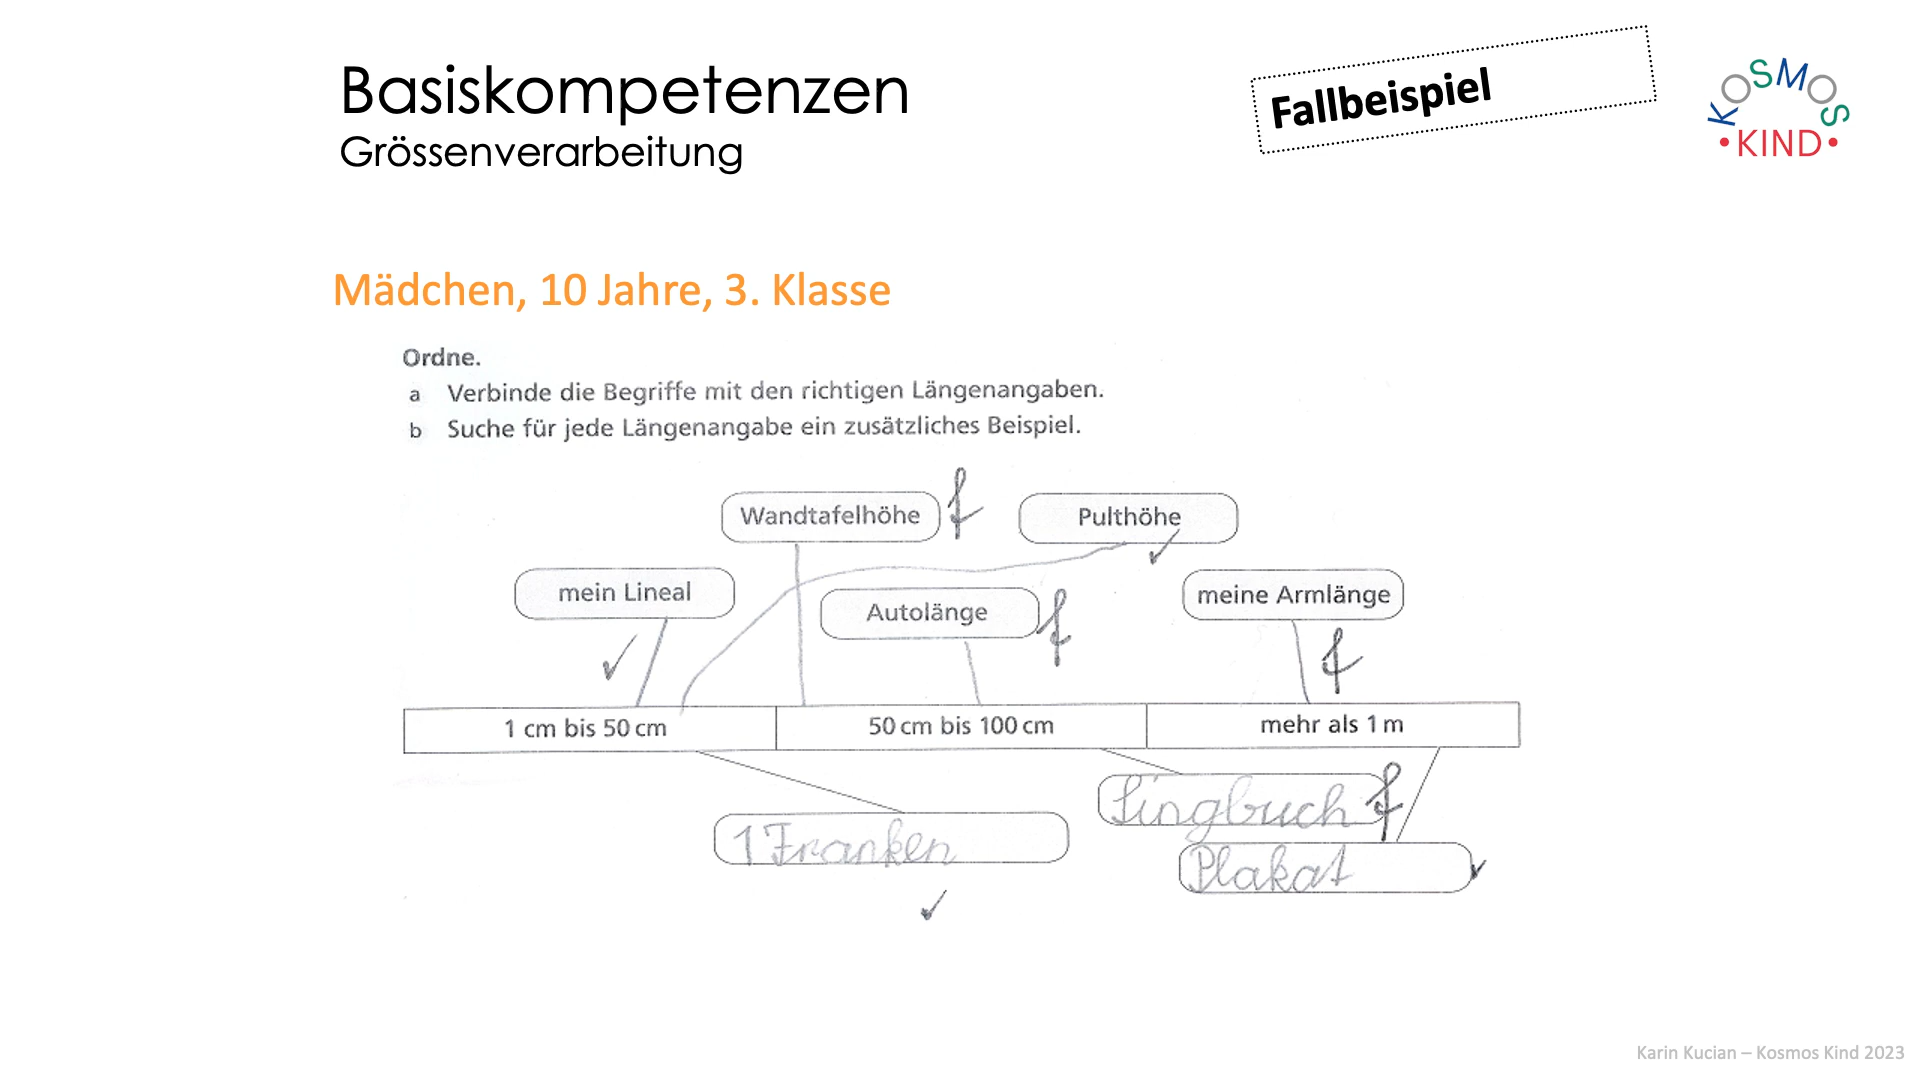 Basiskompetenzen
Grössenverarbeitung
Fallbeispiel
KOSMOS
•KIND•
Mädchen, 10 Jahre, 3. Klasse
Ordne.
a Verbinde die Begriffe mit den richtigen Längenangaben.
b Suche für jede Längenangabe ein zusätzliches Beispiel.
Wandtafelhöhe f
Pulthöhe ✓
mein Lineal ✓
Autolänge f
meine Armlänge f
1 cm bis 50 cm
50 cm bis 100 cm
mehr als 1 m
Singbuch f
1 Franken ✓
Plakat ✓
Karin Kucian – Kosmos Kind 2023